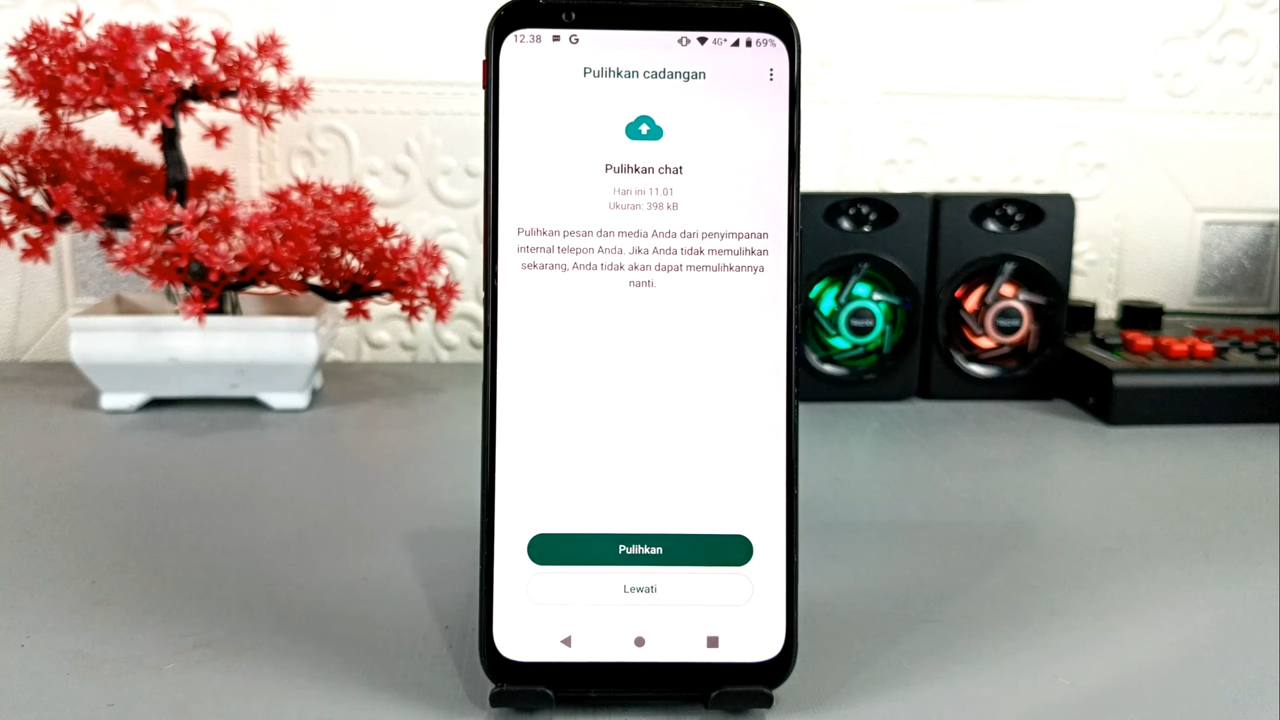 12.38 G 4G+ 69%
Pulihkan cadangan
Pulihkan chat
Hari ini 11.01
Ukuran: 398 kB
Pulihkan pesan dan media Anda dari penyimpanan
internal telepon Anda. Jika Anda tidak memulihkan
sekarang, Anda tidak akan dapat memulihkannya
nanti.
Pulihkan
Lewati